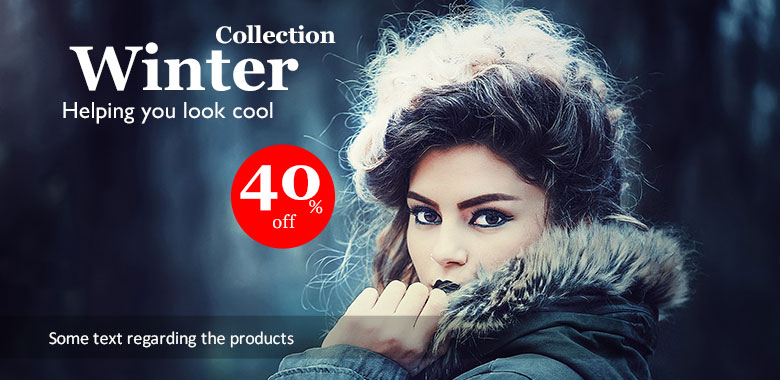 Collection
Winter
Helping you look cool
40%
off
Some text regarding the products